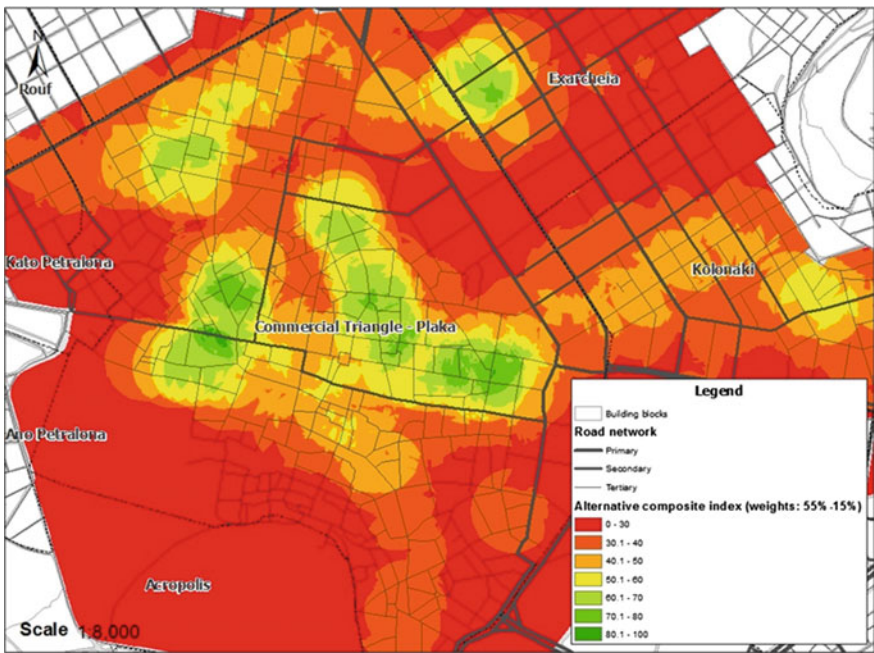 N
Rouf
Exarcheia
Kato Petralona
Kolonaki
Commercial Triangle - Plaka
Ano Petralona
Acropolis
Scale 1:8,000
Legend
Building blocks
Road network
Primary
Secondary
Tertiary
Alternative composite index (weights: 55% -15%)
0 - 30
30.1 - 40
40.1 - 50
50.1 - 60
60.1 - 70
70.1 - 80
80.1 - 100